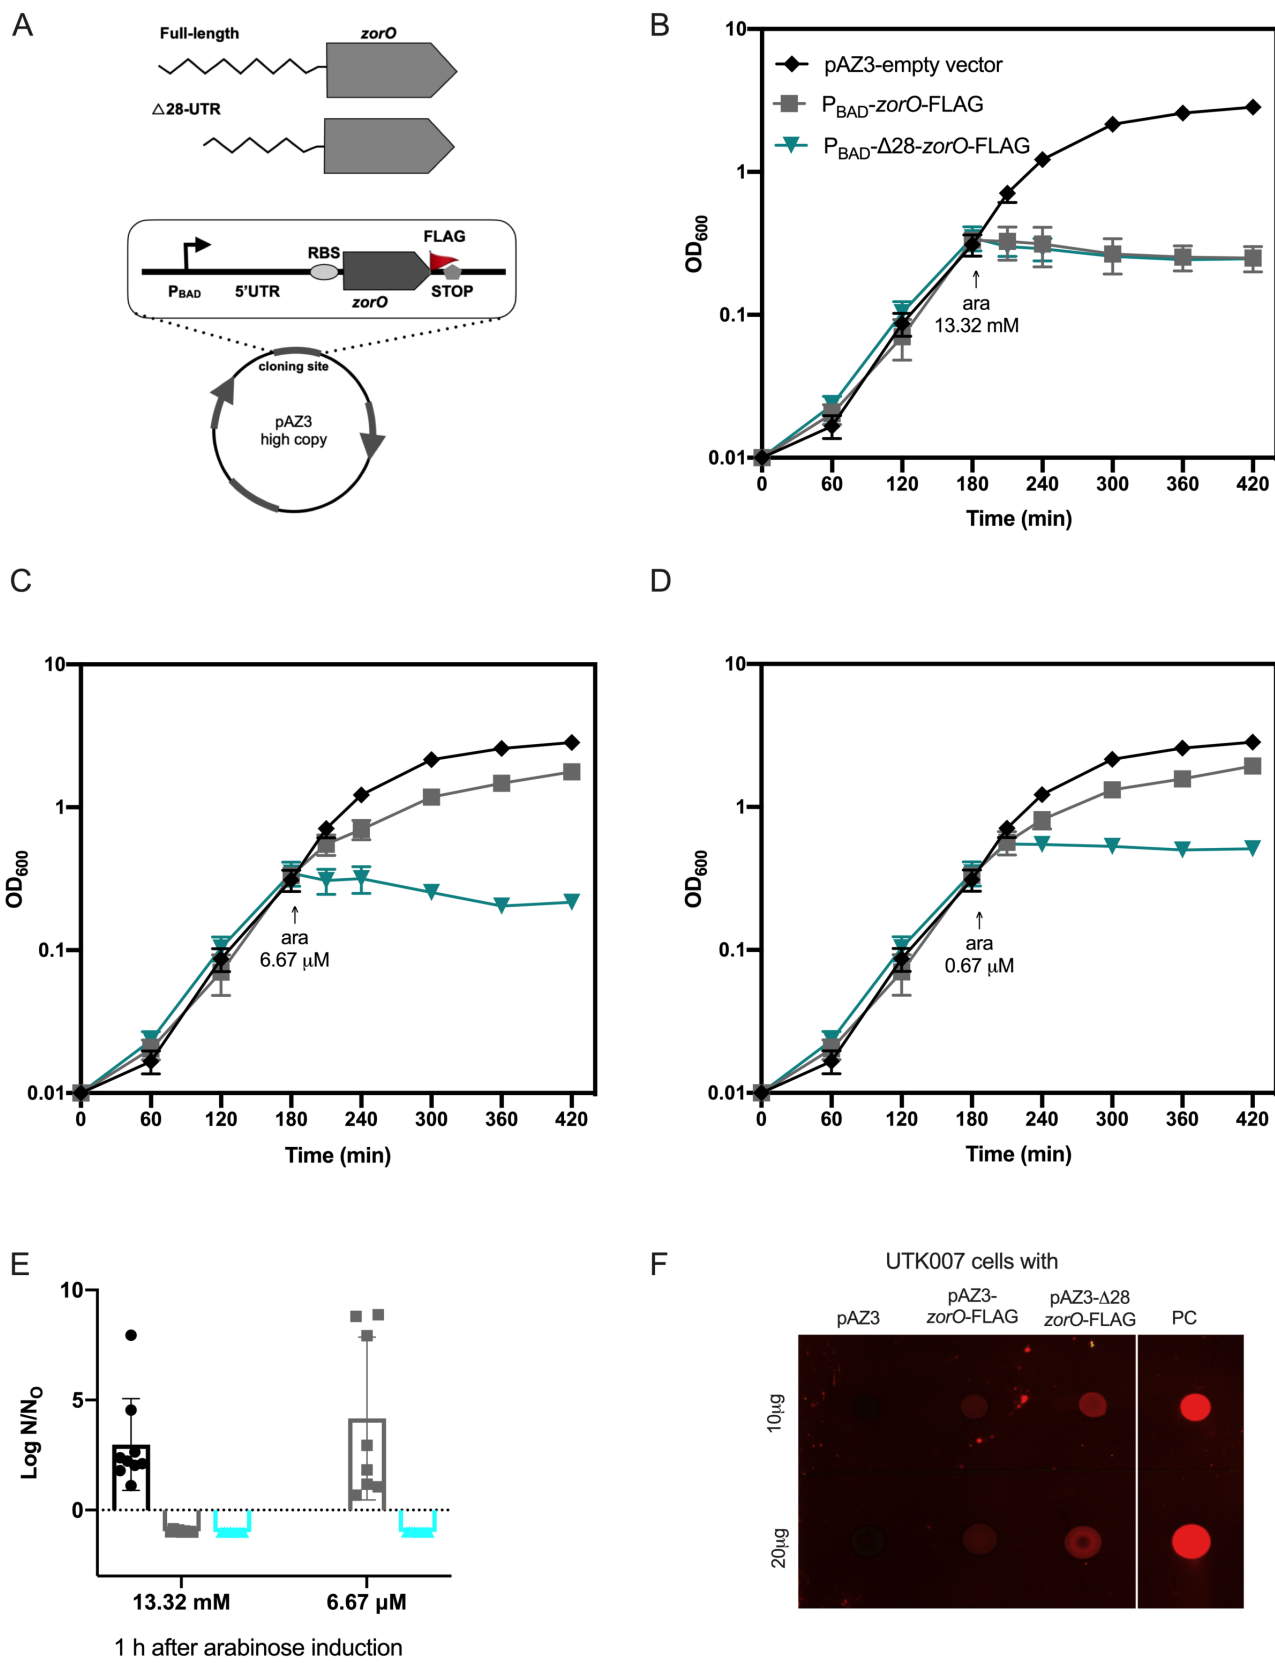 A
Full-length
zorO
△28-UTR
FLAG
RBS
PBAD
5'UTR
zorO
STOP
cloning site
pAZ3
high copy
B
10
1
0.1
0.01
OD600
pAZ3-empty vector
PBAD-zorO-FLAG
PBAD-Δ28-zorO-FLAG
↑
ara
13.32 mM
0 60 120 180 240 300 360 420
Time (min)
C
10
1
0.1
0.01
OD600
↑
ara
6.67 μM
0 60 120 180 240 300 360 420
Time (min)
D
10
1
0.1
0.01
OD600
↑
ara
0.67 μM
0 60 120 180 240 300 360 420
Time (min)
E
10
5
0
Log N/NO
13.32 mM 6.67 μM
1 h after arabinose induction
F
UTK007 cells with
pAZ3
pAZ3-
zorO-FLAG
pAZ3-Δ28
zorO-FLAG
PC
10μg
20μg